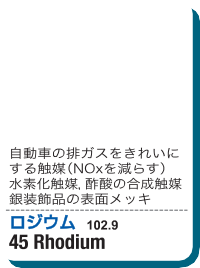 自動車の排ガスをきれいに
する触媒(NOxを減らす)
水素化触媒, 酢酸の合成触媒
銀装飾品の表面メッキ
ロジウム 102.9
45 Rhodium